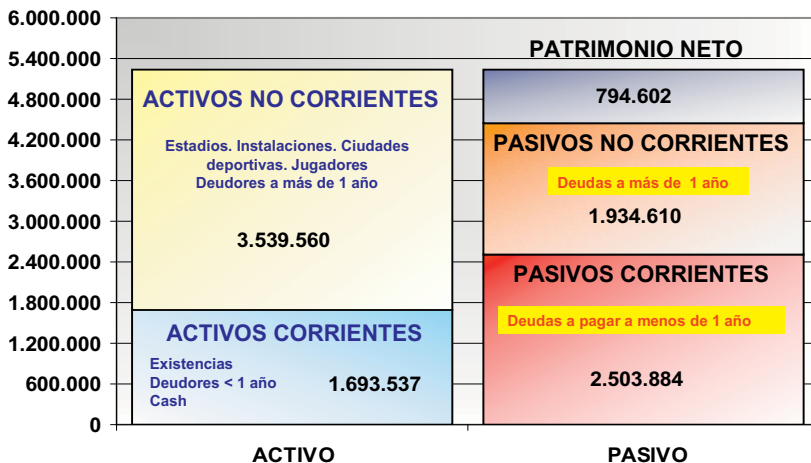 6.000.000
5.400.000
4.800.000
4.200.000
3.600.000
3.000.000
2.400.000
1.800.000
1.200.000
600.000
0
ACTIVOS NO CORRIENTES
Estadios. Instalaciones. Ciudades
deportivas. Jugadores
Deudores a más de 1 año
3.539.560
ACTIVOS CORRIENTES
Existencias
Deudores < 1 año
Cash
1.693.537
PATRIMONIO NETO
794.602
PASIVOS NO CORRIENTES
Deudas a más de 1 año
1.934.610
PASIVOS CORRIENTES
Deudas a pagar a menos de 1 año
2.503.884
ACTIVO
PASIVO